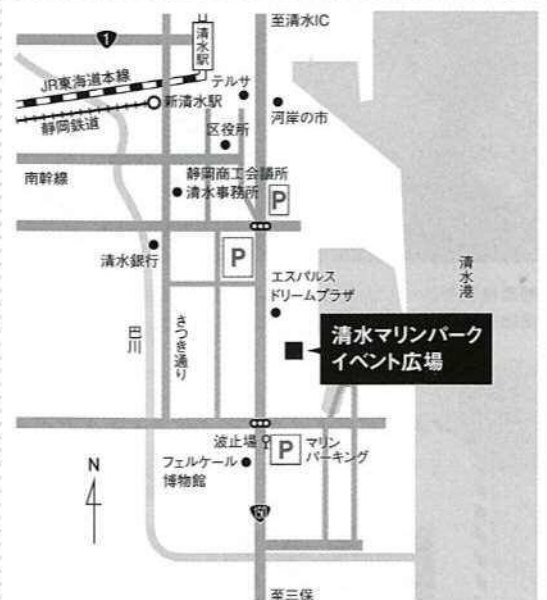 至清水IC
1
清水駅
JR東海道本線
テルサ
新清水駅
河岸の市
静岡鉄道
区役所
南幹線
静岡商工会議所
清水事務所
P
清水銀行
P
エスパルス
ドリームプラザ
清水港
清水マリンパーク
イベント広場
巴川
さつき通り
波止場
P
マリン
パーキング
フェルケール
博物館
N
150
至三保